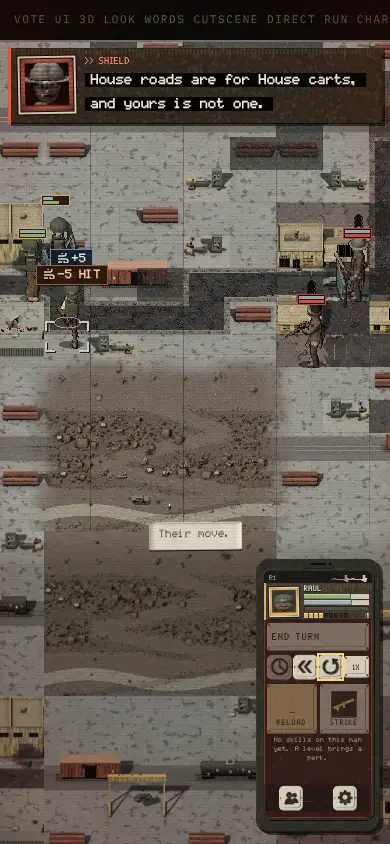 VOTE UI 3D LOOK WORDS CUTSCENE DIRECT RUN CHAR
>> SHIELD
House roads are for House carts,
and yours is not one.
+5
-5 HIT
Their move.
R1
RAUL
END TURN
1X
RELOAD
STRIKE
No skills on this man
yet. A level brings a
perk.